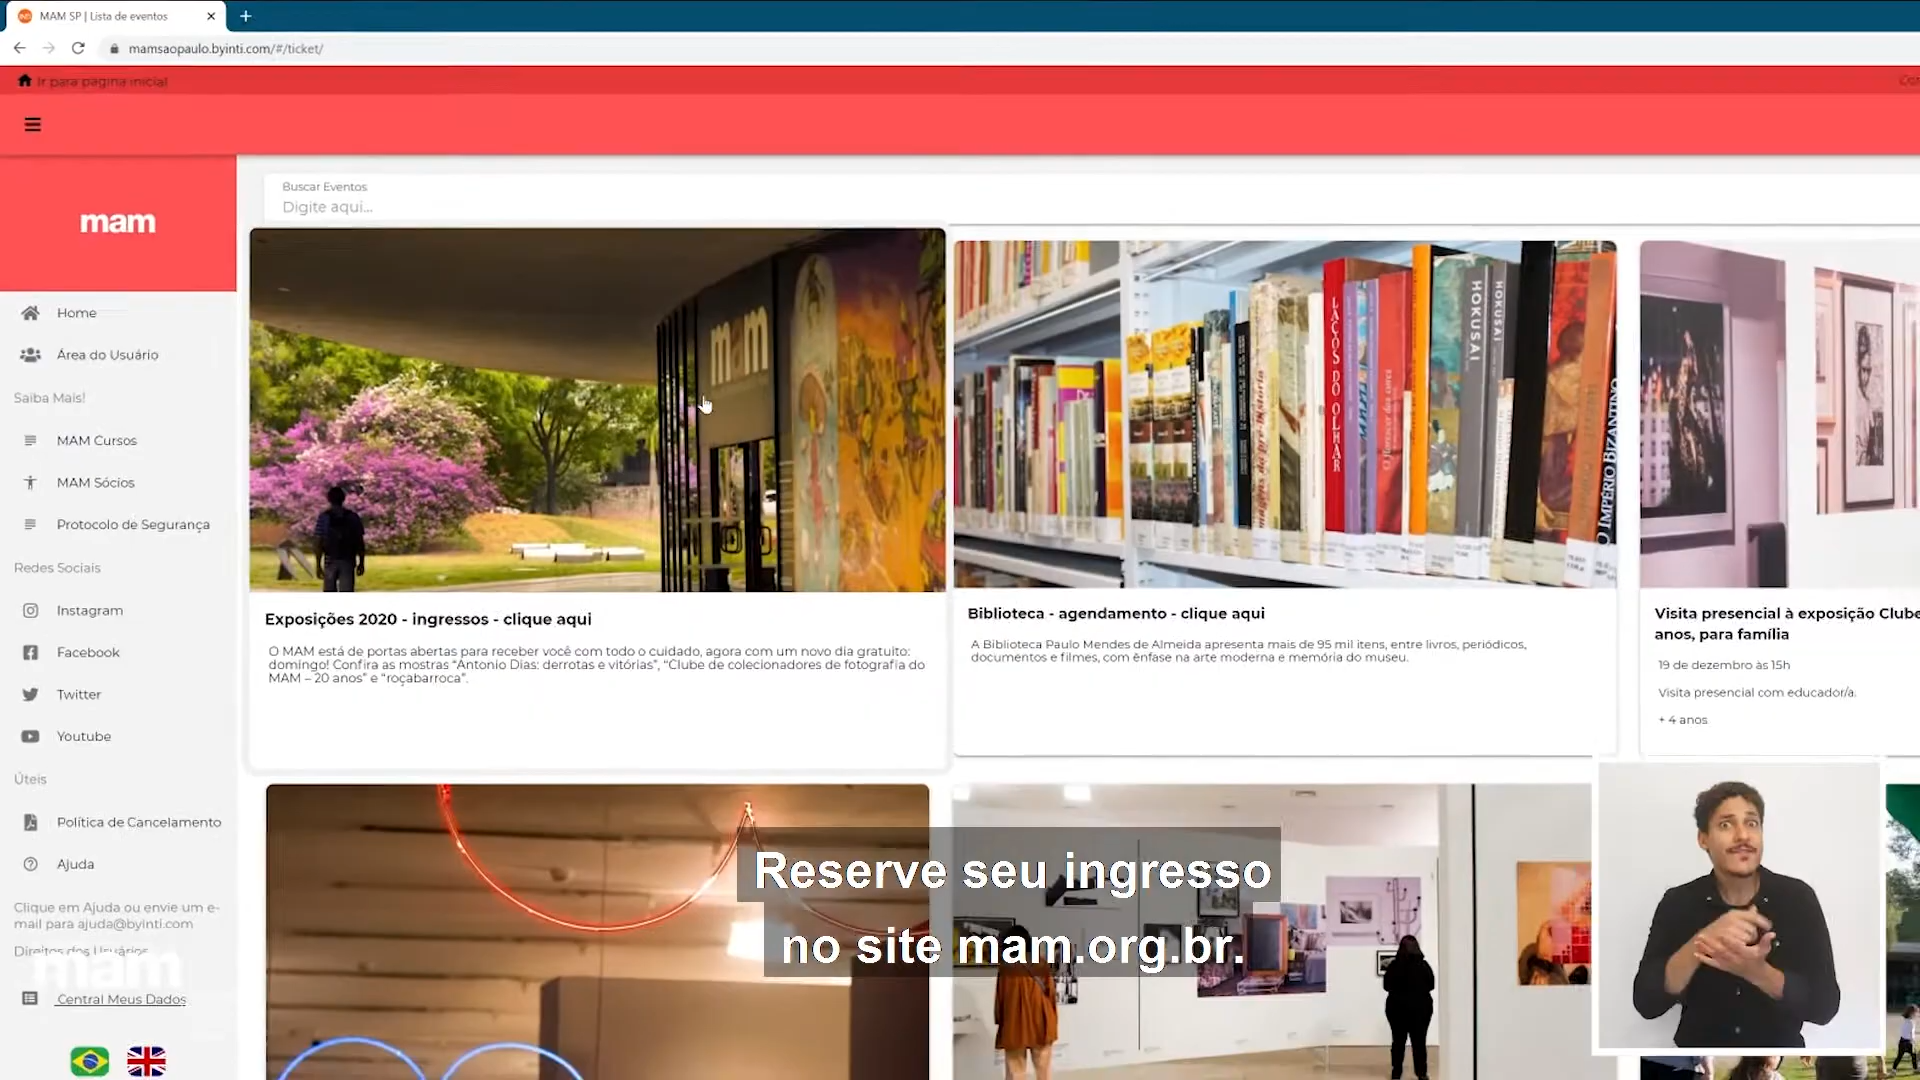 MAM SP | Lista de eventos
mamsaopaulo.byinti.com/#/ticket/
Ir para página inicial
mam
Buscar Eventos
Digite aqui...
Home
Área do Usuário
Saiba Mais!
MAM Cursos
MAM Sócios
Protocolo de Segurança
Redes Sociais
Instagram
Facebook
Twitter
Youtube
Úteis
Política de Cancelamento
Ajuda
Clique em Ajuda ou envie um e-
mail para ajuda@byinti.com
Direitos dos Usuários
mam
Central Meus Dados
mam
Exposições 2020 - ingressos - clique aqui
O MAM está de portas abertas para receber você com todo o cuidado, agora com um novo dia gratuito:
domingo! Confira as mostras “Antonio Dias: derrotas e vitórias”, “Clube de colecionadores de fotografia do
MAM – 20 anos” e “roçabarroca”.
LAÇOS DO OLHAR
HOKUSAI
HOKUSAI
O IMPÉRIO BIZANTINO
Biblioteca - agendamento - clique aqui
A Biblioteca Paulo Mendes de Almeida apresenta mais de 95 mil itens, entre livros, periódicos,
documentos e filmes, com ênfase na arte moderna e memória do museu.
Visita presencial à exposição Clube
anos, para família
19 de dezembro às 15h
Visita presencial com educador/a.
+ 4 anos
Reserve seu ingresso
no site mam.org.br.